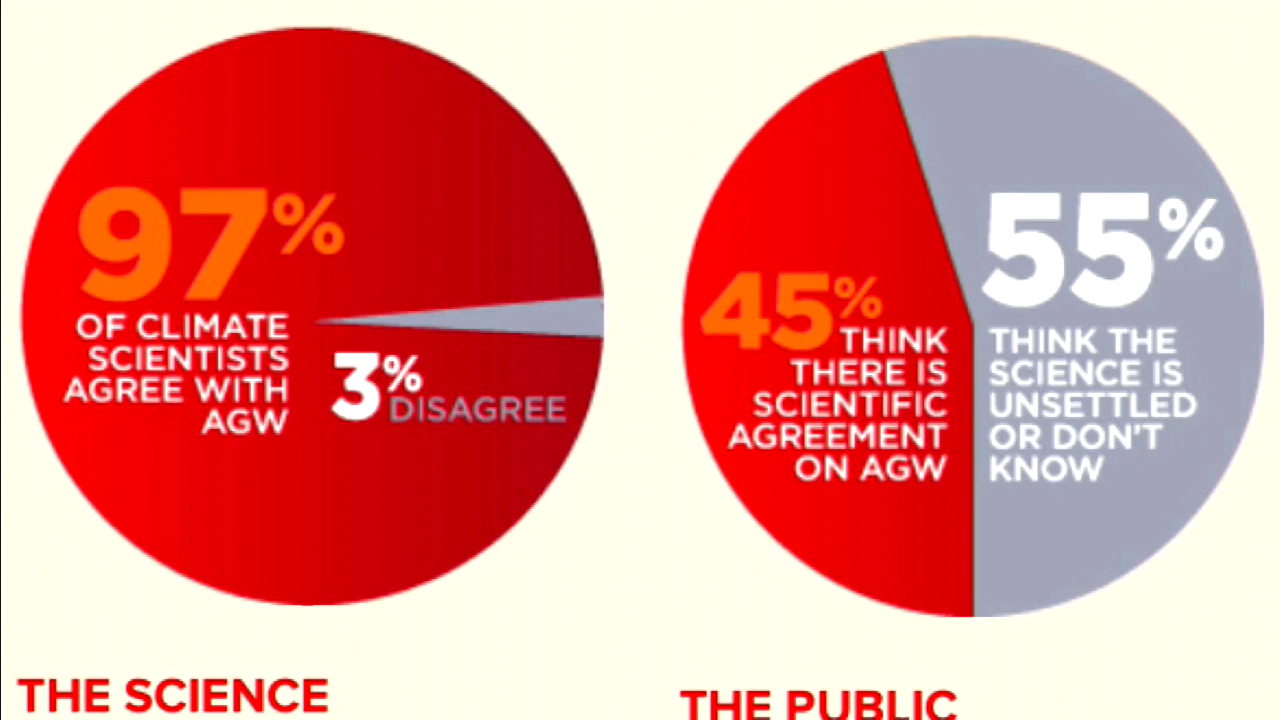 97%
OF CLIMATE
SCIENTISTS
AGREE WITH
AGW
3%
DISAGREE
THE SCIENCE
45%
THINK
THERE IS
SCIENTIFIC
AGREEMENT
ON AGW
55%
THINK THE
SCIENCE IS
UNSETTLED
OR DON'T
KNOW
THE PUBLIC